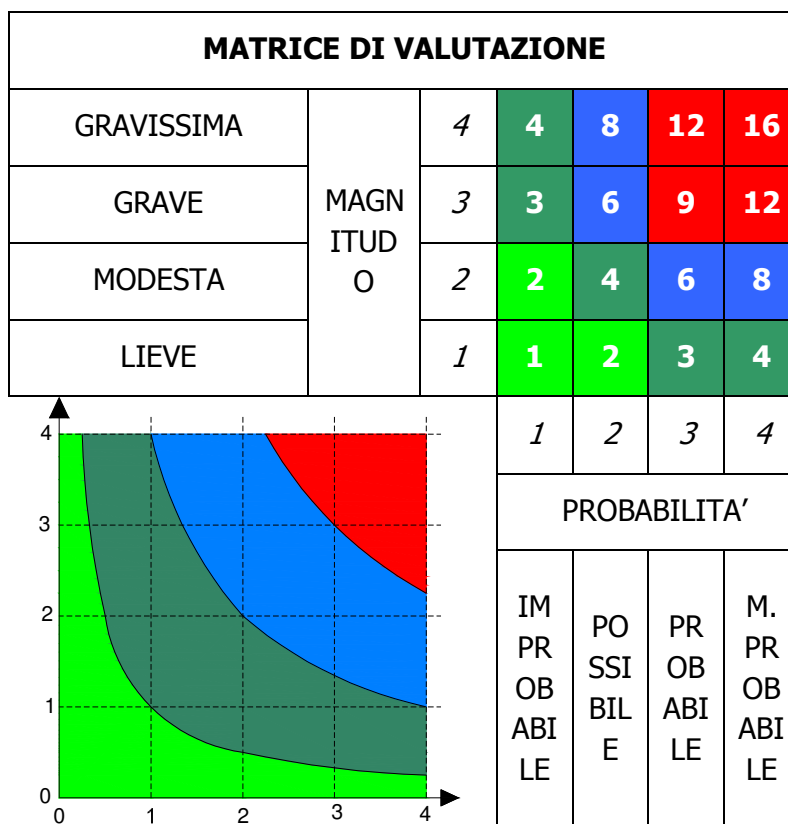 MATRICE DI VALUTAZIONE
GRAVISSIMA
MAGN
ITUD
O
4
4
8
12
16
GRAVE
3
3
6
9
12
MODESTA
2
2
4
6
8
LIEVE
1
1
2
3
4
1
2
3
4
PROBABILITA’
IM
PR
OB
ABI
LE
PO
SSI
BIL
E
PR
OB
ABI
LE
M.
PR
OB
ABI
LE
4
3
2
1
0
0
1
2
3
4